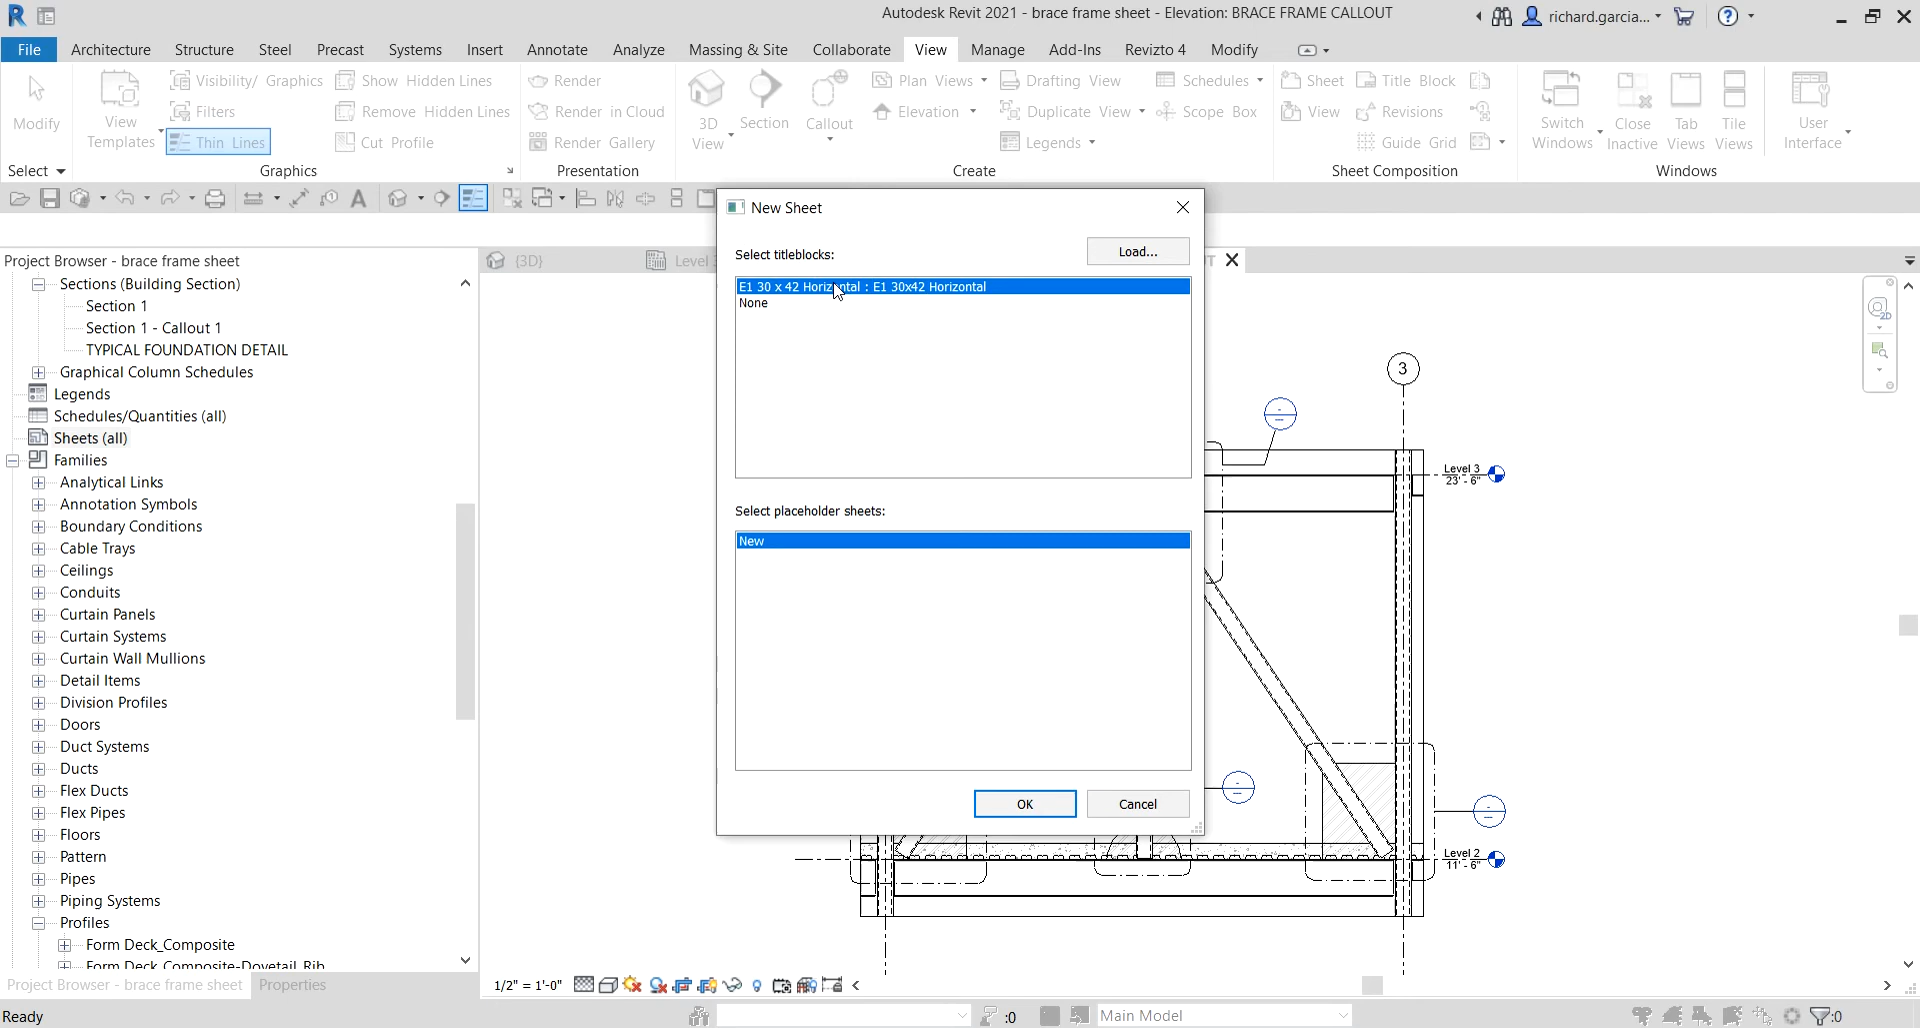 Autodesk Revit 2021 - brace frame sheet - Elevation: BRACE FRAME CALLOUT
richard.garcia...
File
Architecture
Structure
Steel
Precast
Systems
Insert
Annotate
Analyze
Massing & Site
Collaborate
View
Manage
Add-Ins
Revizto 4
Modify
Modify
View
Templates
Visibility/ Graphics
Filters
Thin Lines
Show Hidden Lines
Remove Hidden Lines
Cut Profile
Render
Render in Cloud
Render Gallery
3D
View
Section
Callout
Plan Views
Elevation
Drafting View
Duplicate View
Legends
Schedules
Scope Box
Sheet
View
Title Block
Revisions
Guide Grid
Switch
Windows
Close
Inactive
Tab
Views
Tile
Views
User
Interface
Select
Graphics
Presentation
Create
Sheet Composition
Windows
Project Browser - brace frame sheet
Sections (Building Section)
Section 1
Section 1 - Callout 1
TYPICAL FOUNDATION DETAIL
Graphical Column Schedules
Legends
Schedules/Quantities (all)
Sheets (all)
Families
Analytical Links
Annotation Symbols
Boundary Conditions
Cable Trays
Ceilings
Conduits
Curtain Panels
Curtain Systems
Curtain Wall Mullions
Detail Items
Division Profiles
Doors
Duct Systems
Ducts
Flex Ducts
Flex Pipes
Floors
Pattern
Pipes
Piping Systems
Profiles
Form Deck_Composite
Form Deck_Composite-Dovetail Rib
Project Browser - brace frame sheet
Properties
{3D}
Level
T
New Sheet
Select titleblocks:
Load...
E1 30 x 42 Horizontal : E1 30x42 Horizontal
None
Select placeholder sheets:
New
OK
Cancel
2D
3
Level 3
23' - 6"
Level 2
11' - 6"
1/2" = 1'-0"
Ready
:0
Main Model
:0